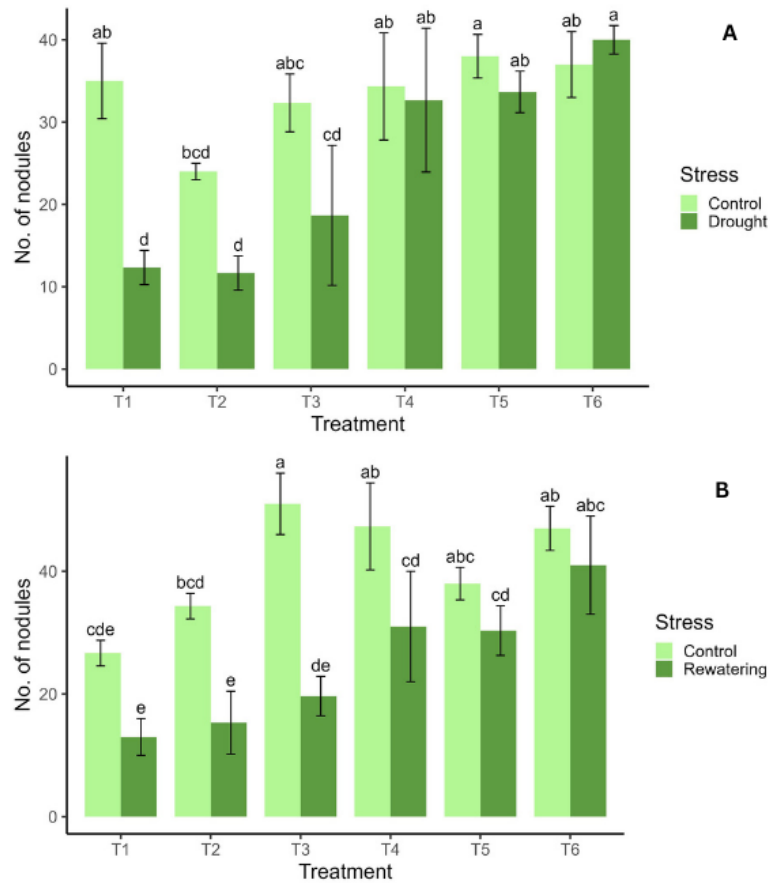 A
No. of nodules
40
30
20
10
0
ab
d
bcd
d
abc
cd
ab
ab
a
ab
ab
a
T1 T2 T3 T4 T5 T6
Treatment
Stress
Control
Drought
B
No. of nodules
40
20
0
cde
e
bcd
e
a
de
ab
cd
abc
cd
ab
abc
T1 T2 T3 T4 T5 T6
Treatment
Stress
Control
Rewatering